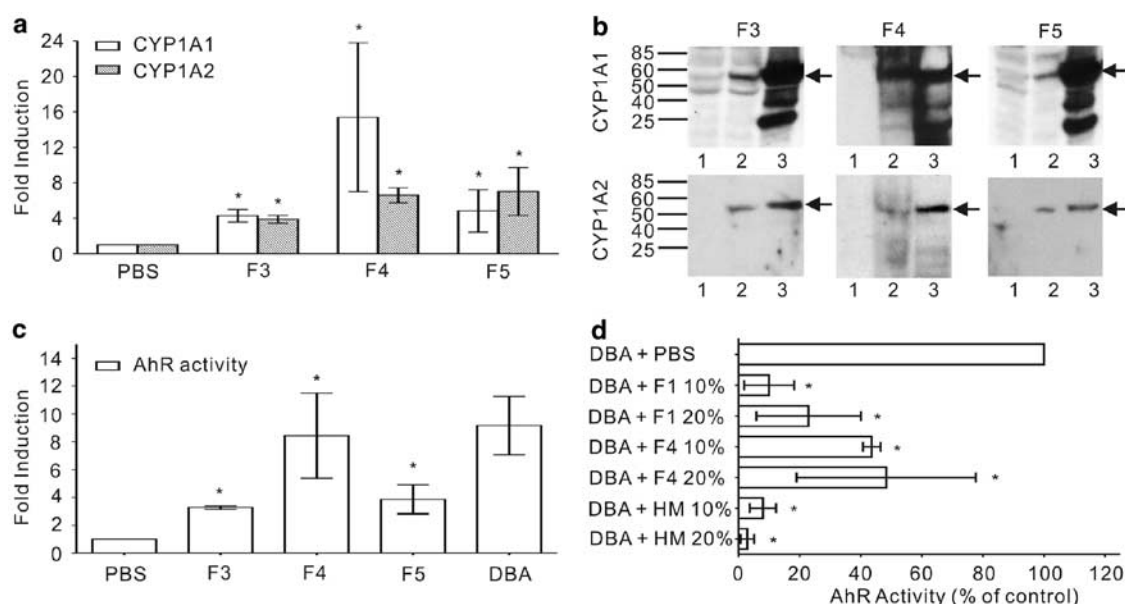 a
Fold Induction
24
20
16
12
8
4
0
CYP1A1
CYP1A2
*
*
*
*
*
*
PBS
F3
F4
F5
b
F3
F4
F5
CYP1A1
85
60
50
40
25
1 2 3
1 2 3
1 2 3
CYP1A2
85
60
50
40
25
1 2 3
1 2 3
1 2 3
c
Fold Induction
14
12
10
8
6
4
2
0
AhR activity
*
*
*
PBS
F3
F4
F5
DBA
d
DBA + PBS
DBA + F1 10% *
DBA + F1 20% *
DBA + F4 10% *
DBA + F4 20% *
DBA + HM 10% *
DBA + HM 20% *
0 20 40 60 80 100 120
AhR Activity (% of control)